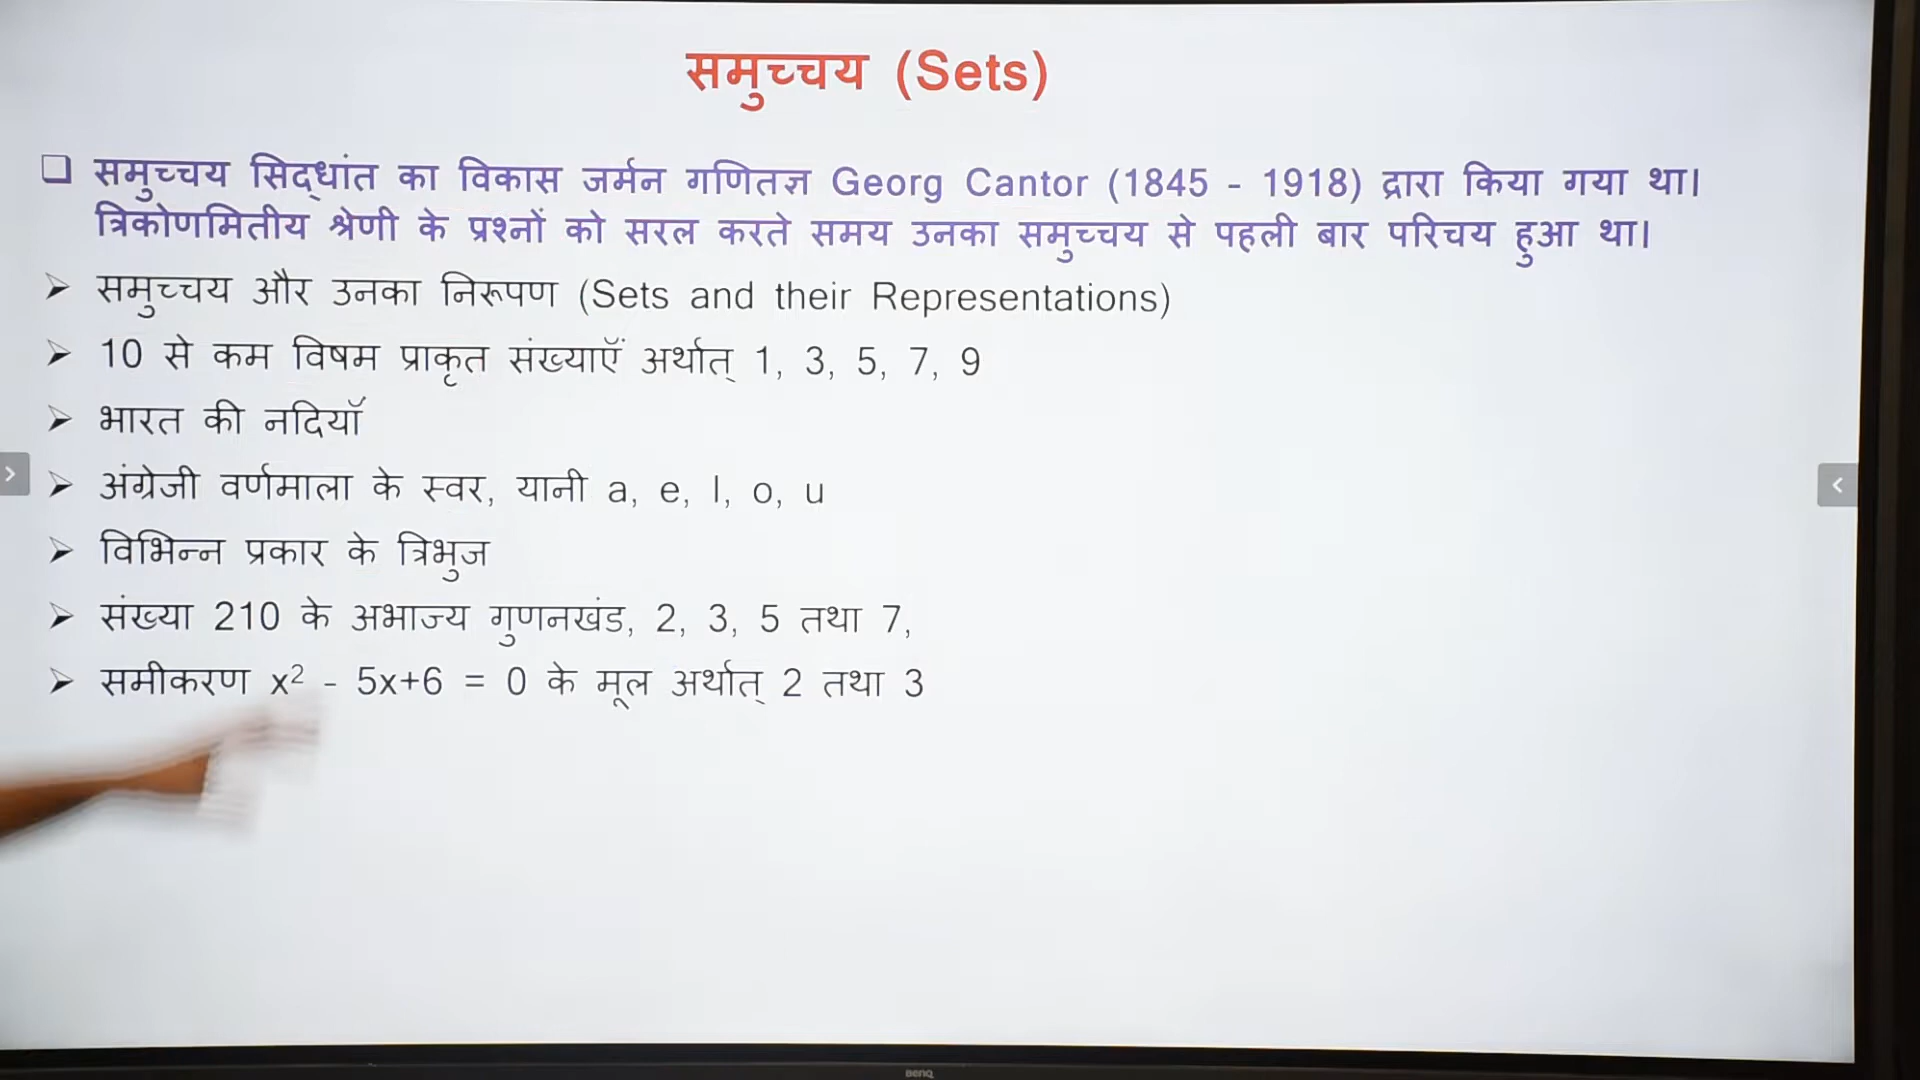 समुच्चय (Sets)
❑ समुच्चय सिद्धांत का विकास जर्मन गणितज्ञ Georg Cantor (1845 - 1918) द्रारा किया गया था।
त्रिकोणमितीय श्रेणी के प्रश्नों को सरल करते समय उनका समुच्चय से पहली बार परिचय हुआ था।
➢ समुच्चय और उनका निरूपण (Sets and their Representations)
➢ 10 से कम विषम प्राकृत संख्याएॅं अर्थात् 1, 3, 5, 7, 9
➢ भारत की नदियॉ
➢ अंग्रेजी वर्णमाला के स्वर, यानी a, e, I, o, u
➢ विभिन्न प्रकार के त्रिभुज
➢ संख्या 210 के अभाज्य गुणनखंड, 2, 3, 5 तथा 7,
➢ समीकरण x² - 5x+6 = 0 के मूल अर्थात् 2 तथा 3
BenQ